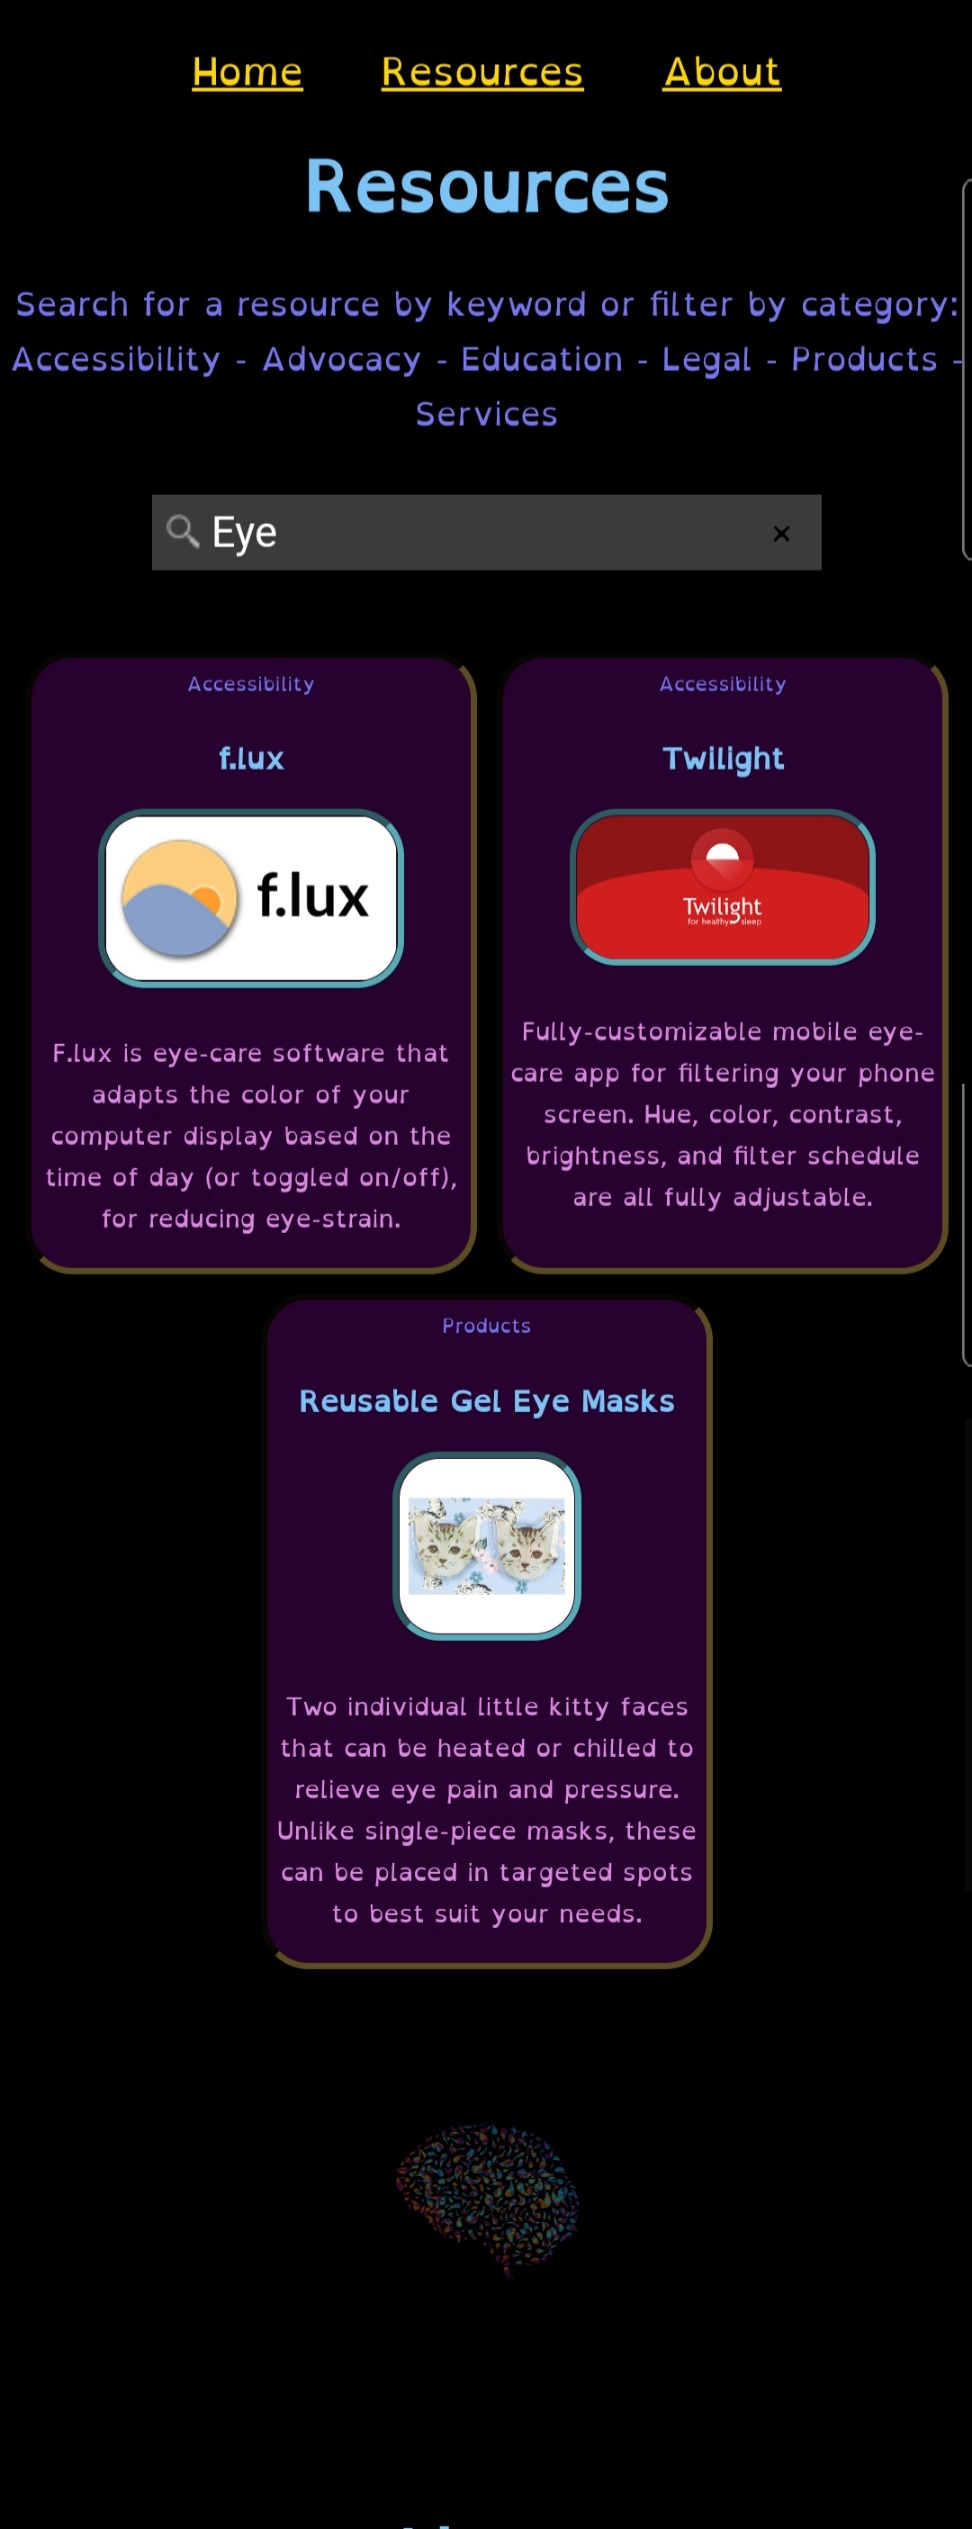 Home Resources About
Resources
Search for a resource by keyword or filter by category:
Accessibility - Advocacy - Education - Legal - Products -
Services
Eye ×
Accessibility
f.lux
f.lux
F.lux is eye-care software that
adapts the color of your
computer display based on the
time of day (or toggled on/off),
for reducing eye-strain.
Accessibility
Twilight
Twilight
for healthy sleep
Fully-customizable mobile eye-
care app for filtering your phone
screen. Hue, color, contrast,
brightness, and filter schedule
are all fully adjustable.
Products
Reusable Gel Eye Masks
Two individual little kitty faces
that can be heated or chilled to
relieve eye pain and pressure.
Unlike single-piece masks, these
can be placed in targeted spots
to best suit your needs.